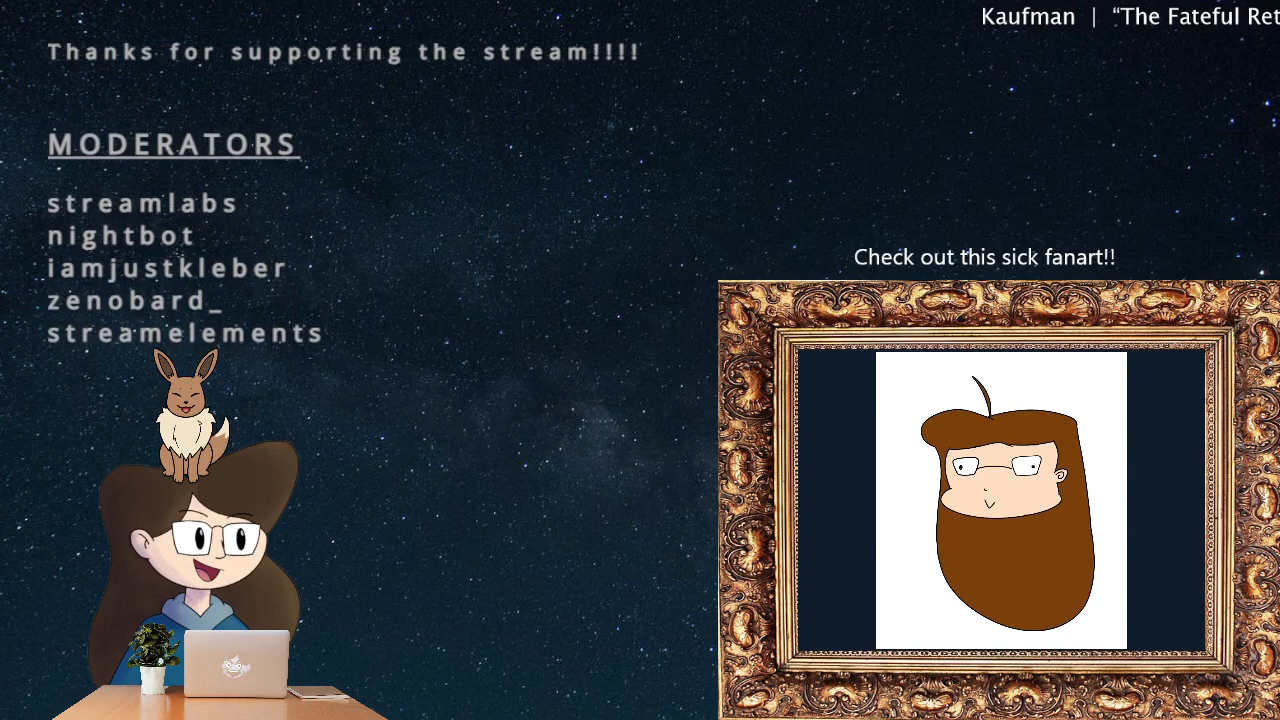 Kaufman | “The Fateful Ret
Thanks for supporting the stream!!!!
MODERATORS
streamlabs
nightbot
iamjustkleber
zenobard_
streamelements
Check out this sick fanart!!